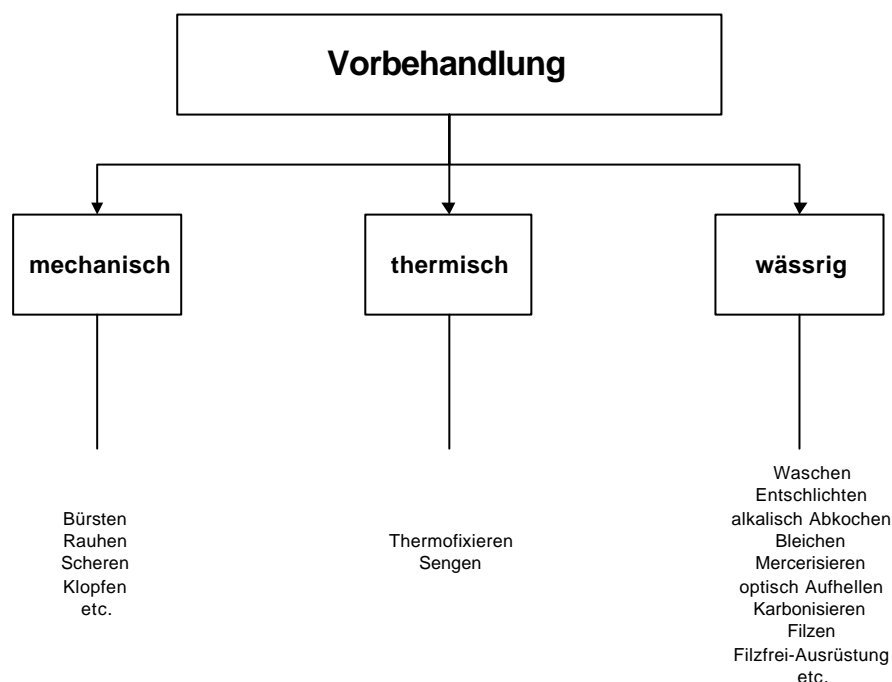 Vorbehandlung
mechanisch
thermisch
wässrig
Bürsten
Rauhen
Scheren
Klopfen
etc.
Thermofixieren
Sengen
Waschen
Entschlichten
alkalisch Abkochen
Bleichen
Mercerisieren
optisch Aufhellen
Karbonisieren
Filzen
Filzfrei-Ausrüstung
etc.